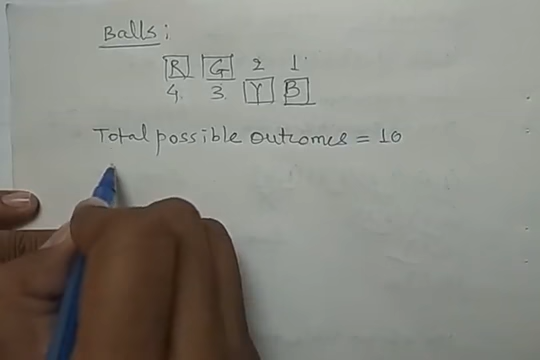 Balls:
R G 2 1
4. 3. Y B
Total possible outcomes = 10